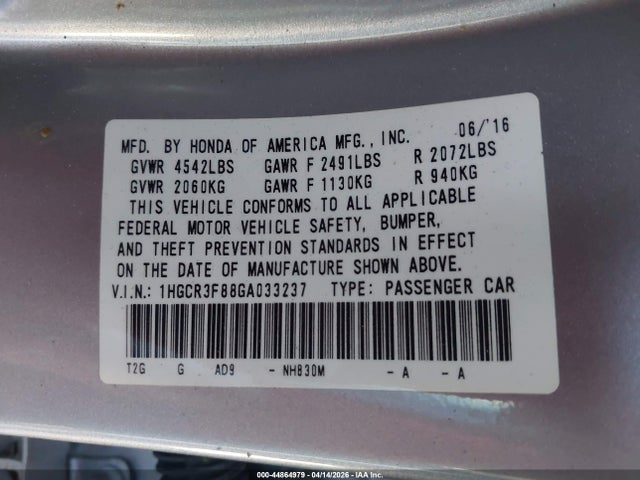 MFD. BY HONDA OF AMERICA MFG., INC. 06/'16
GVWR 4542LBS GAWR F 2491LBS R 2072LBS
GVWR 2060KG GAWR F 1130KG R 940KG
THIS VEHICLE CONFORMS TO ALL APPLICABLE
FEDERAL MOTOR VEHICLE SAFETY, BUMPER,
AND THEFT PREVENTION STANDARDS IN EFFECT
ON THE DATE OF MANUFACTURE SHOWN ABOVE.
V.I.N.: 1HGCR3F88GA033237 TYPE: PASSENGER CAR
T2G G AD9 - NH830M - A - A
000-44864979 - 04/14/2026 - IAA Inc.